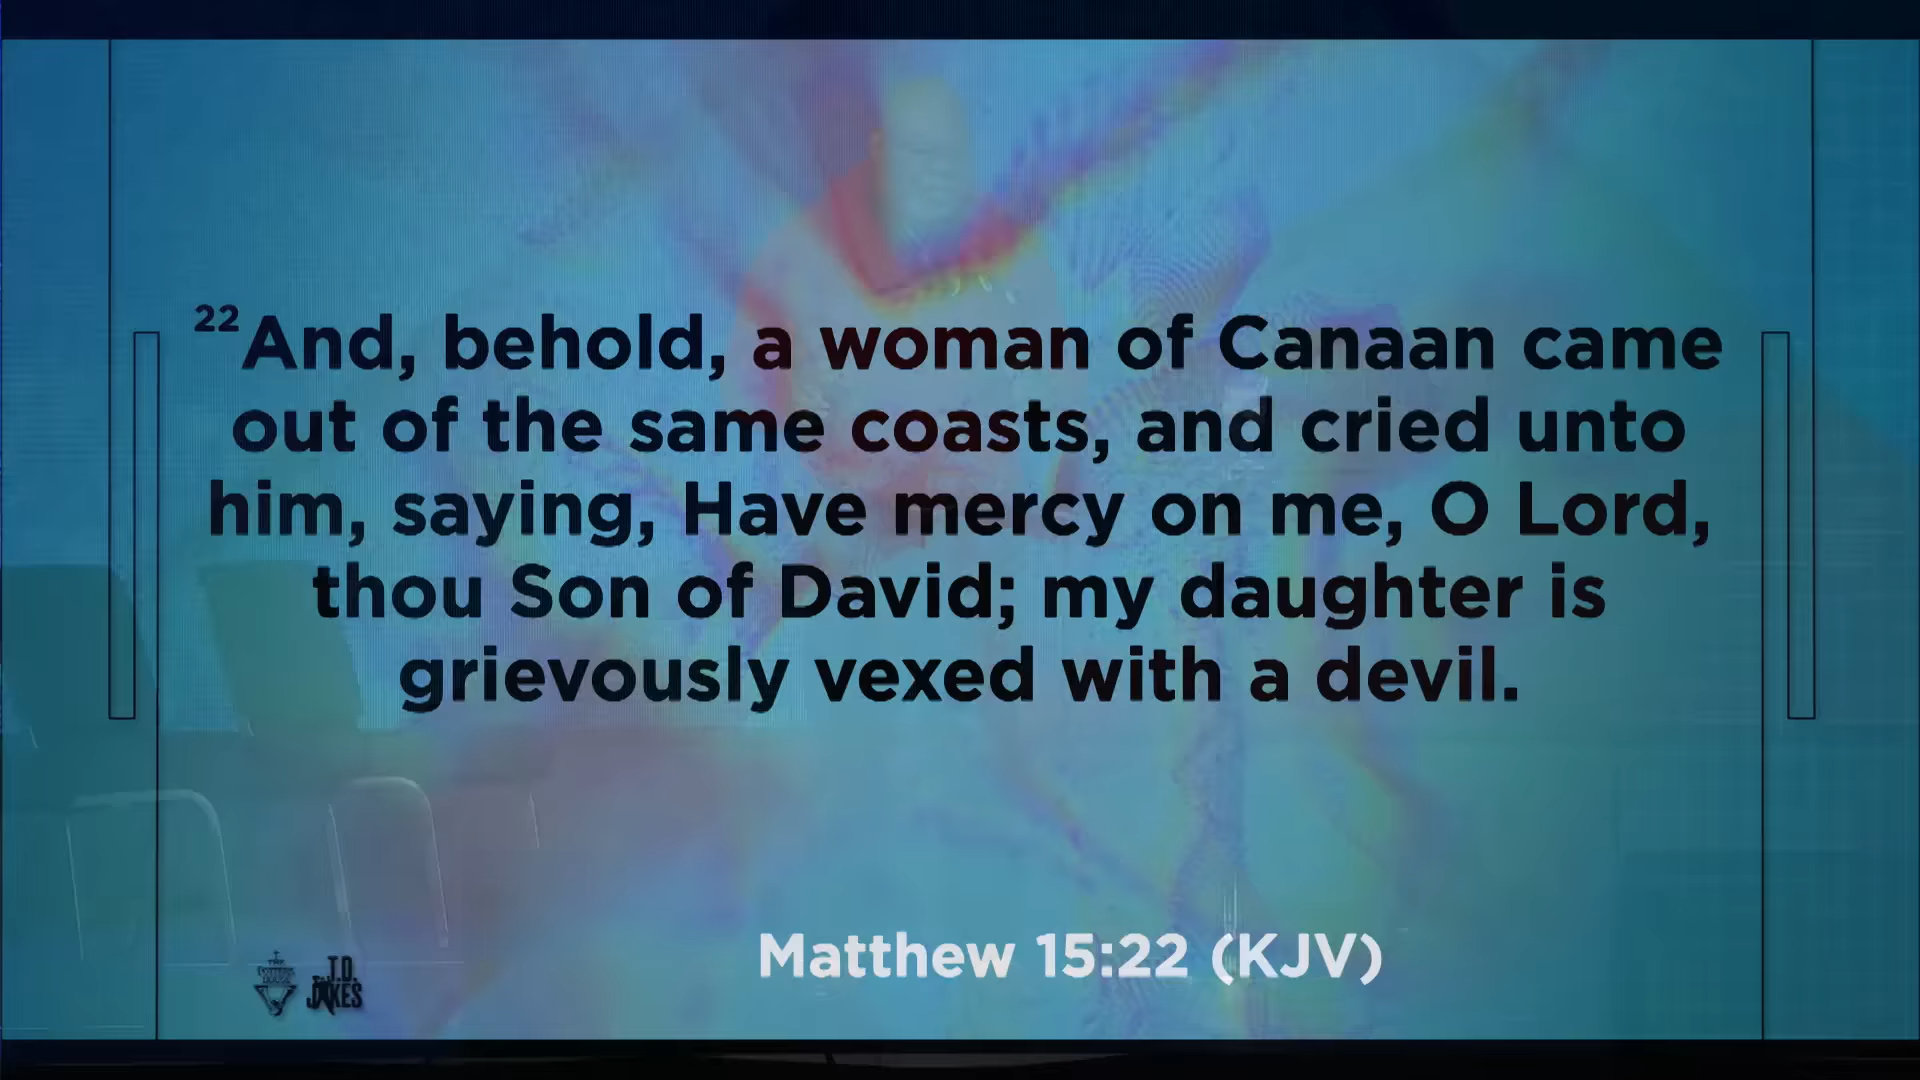 22And, behold, a woman of Canaan came
out of the same coasts, and cried unto
him, saying, Have mercy on me, O Lord,
thou Son of David; my daughter is
grievously vexed with a devil.
Matthew 15:22 (KJV)
T.D.
JAKES